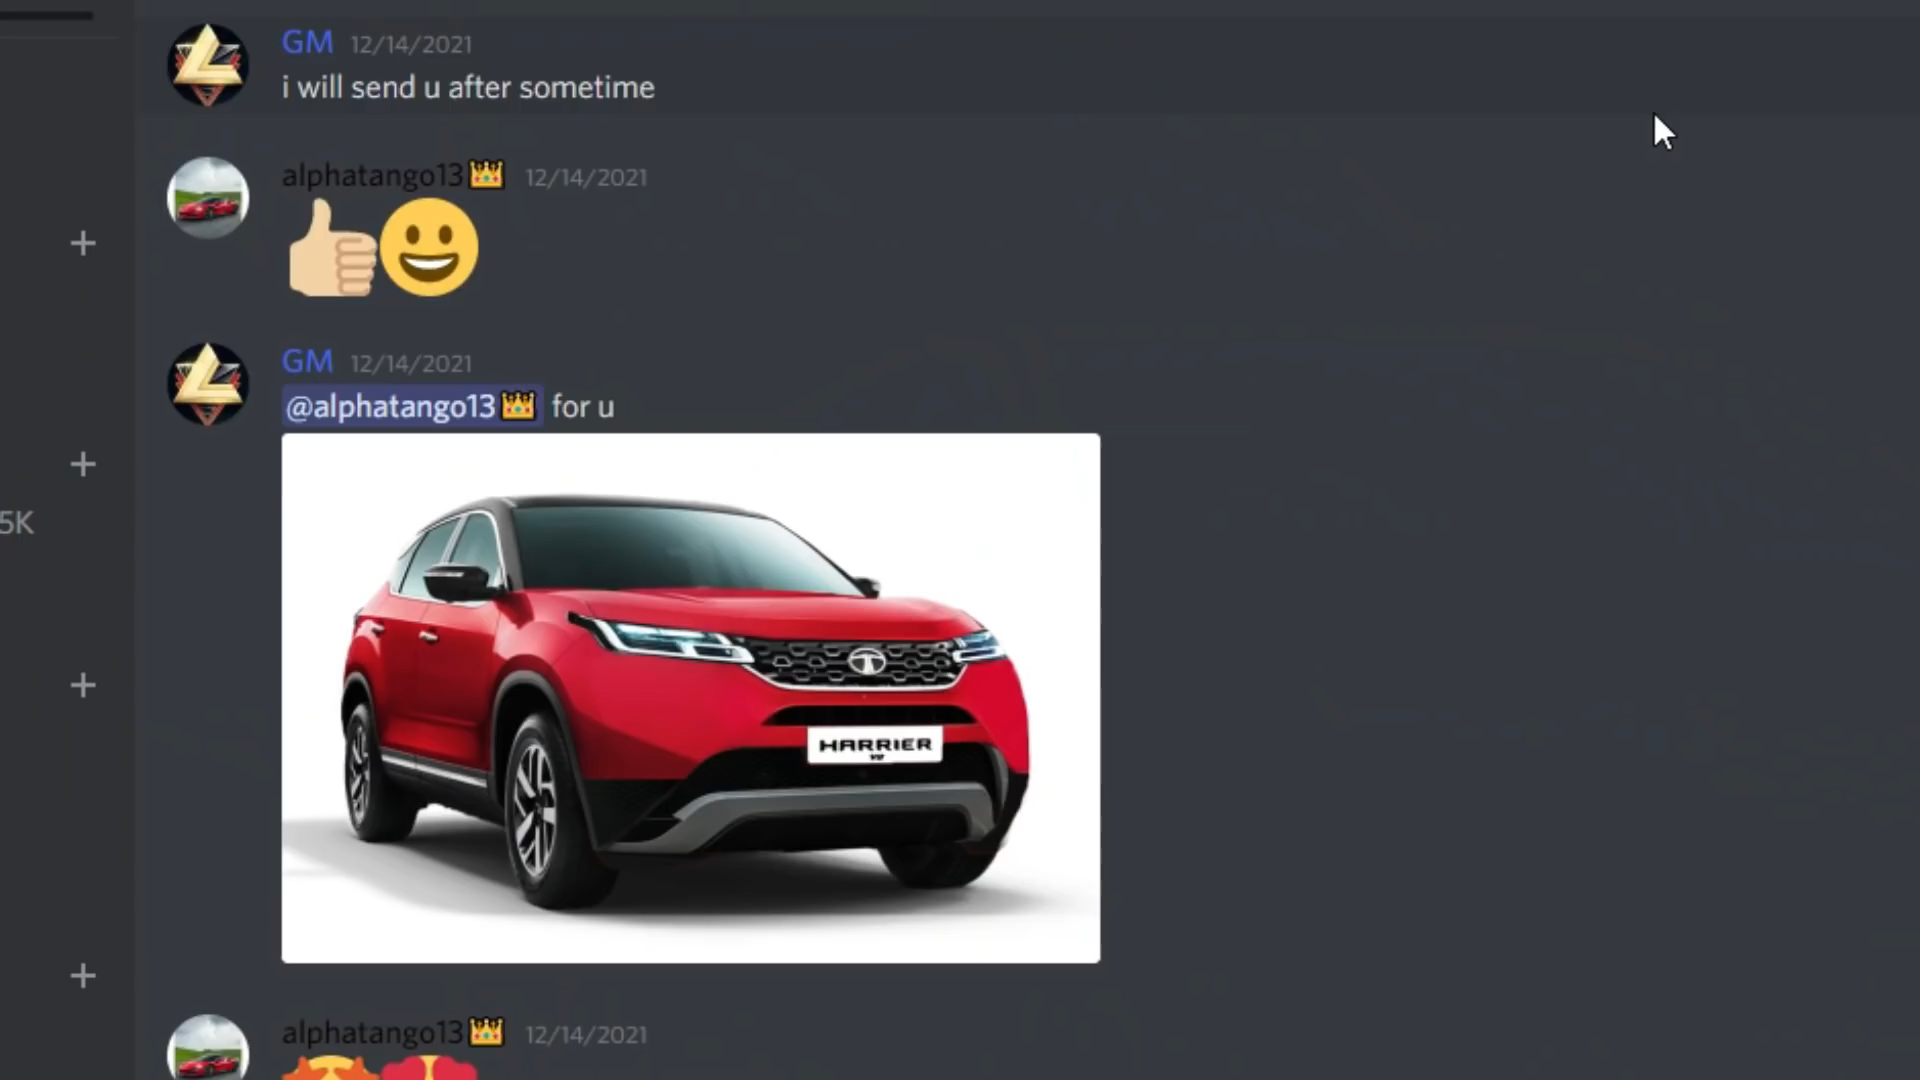 GM 12/14/2021
i will send u after sometime
alphatango13👑 12/14/2021
GM 12/14/2021
@alphatango13👑 for u
HARRIER
5K
alphatango13👑 12/14/2021